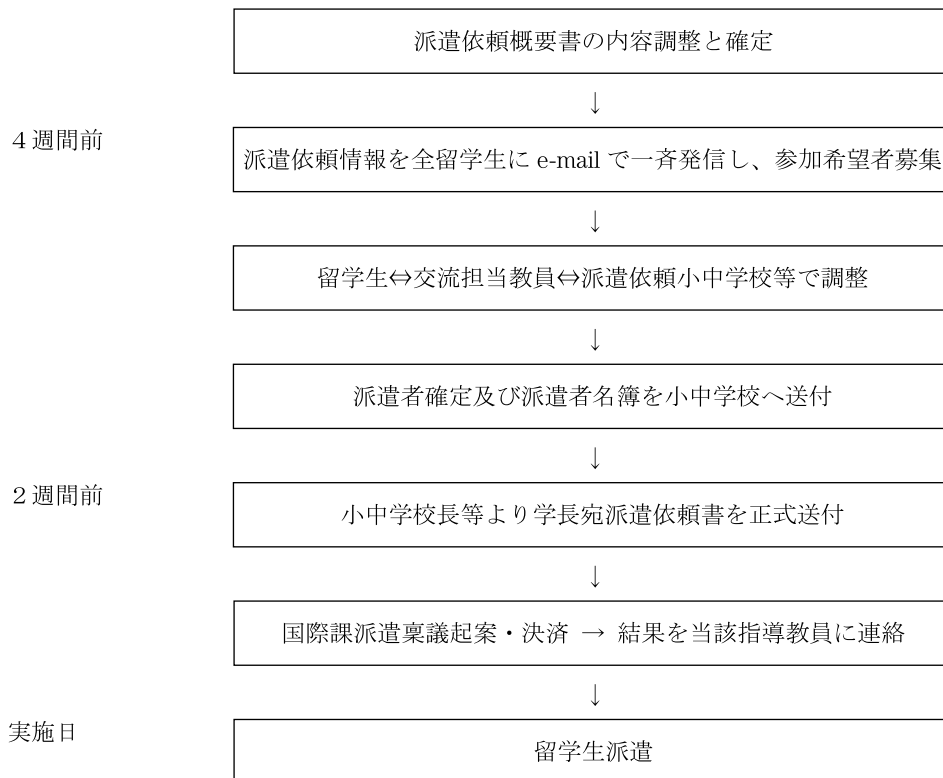 派遣依頼概要書の内容調整と確定
↓
４週間前
派遣依頼情報を全留学生に e-mail で一斉発信し、参加希望者募集
↓
留学生⇔交流担当教員⇔派遣依頼小中学校等で調整
↓
派遣者確定及び派遣者名簿を小中学校へ送付
↓
２週間前
小中学校長等より学長宛派遣依頼書を正式送付
↓
国際課派遣稟議起案・決済 → 結果を当該指導教員に連絡
↓
実施日
留学生派遣